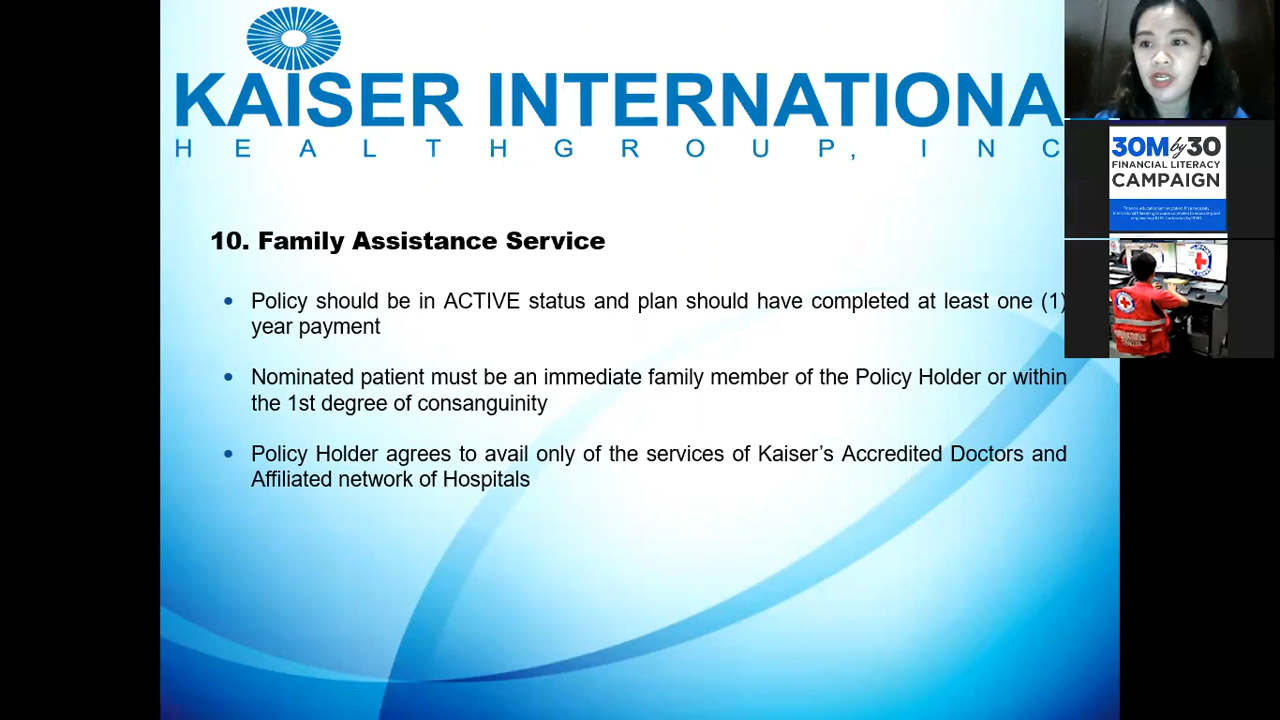 KAISER INTERNATIONA
HEALTHGROUP, INC
10. Family Assistance Service
• Policy should be in ACTIVE status and plan should have completed at least one (1)
year payment
• Nominated patient must be an immediate family member of the Policy Holder or within
the 1st degree of consanguinity
• Policy Holder agrees to avail only of the services of Kaiser's Accredited Doctors and
Affiliated network of Hospitals
30M by 30
FINANCIAL LITERACY
CAMPAIGN